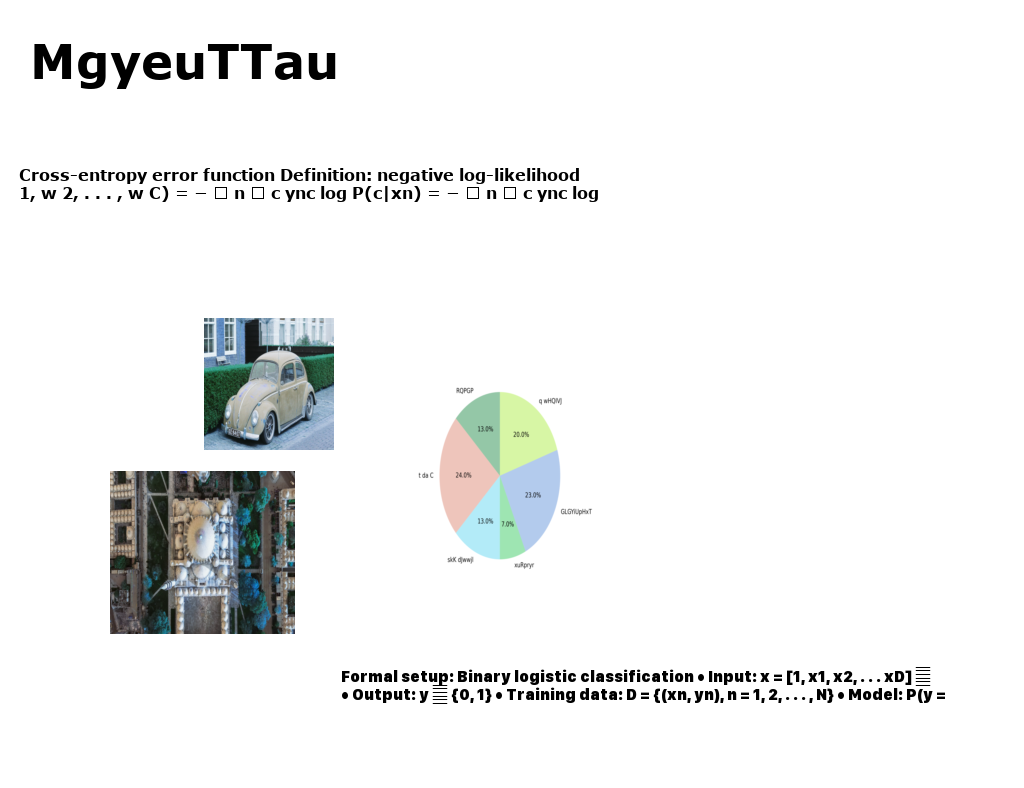 MgyeuTTau
Cross-entropy error function Definition: negative log-likelihood
1, w 2, . . . , w C) = − □ n □ c ync log P(c|xn) = − □ n □ c ync log
RQPGP
q wHQIVJ
13.0%
20.0%
t da C
24.0%
23.0%
GLGYiUpHxT
13.0%
7.0%
skK dJwwjl
xuRpryr
Formal setup: Binary logistic classification • Input: x = [1, x1, x2, . . . xD]
• Output: y {0, 1} • Training data: D = {(xn, yn), n = 1, 2, . . . , N} • Model: P(y =